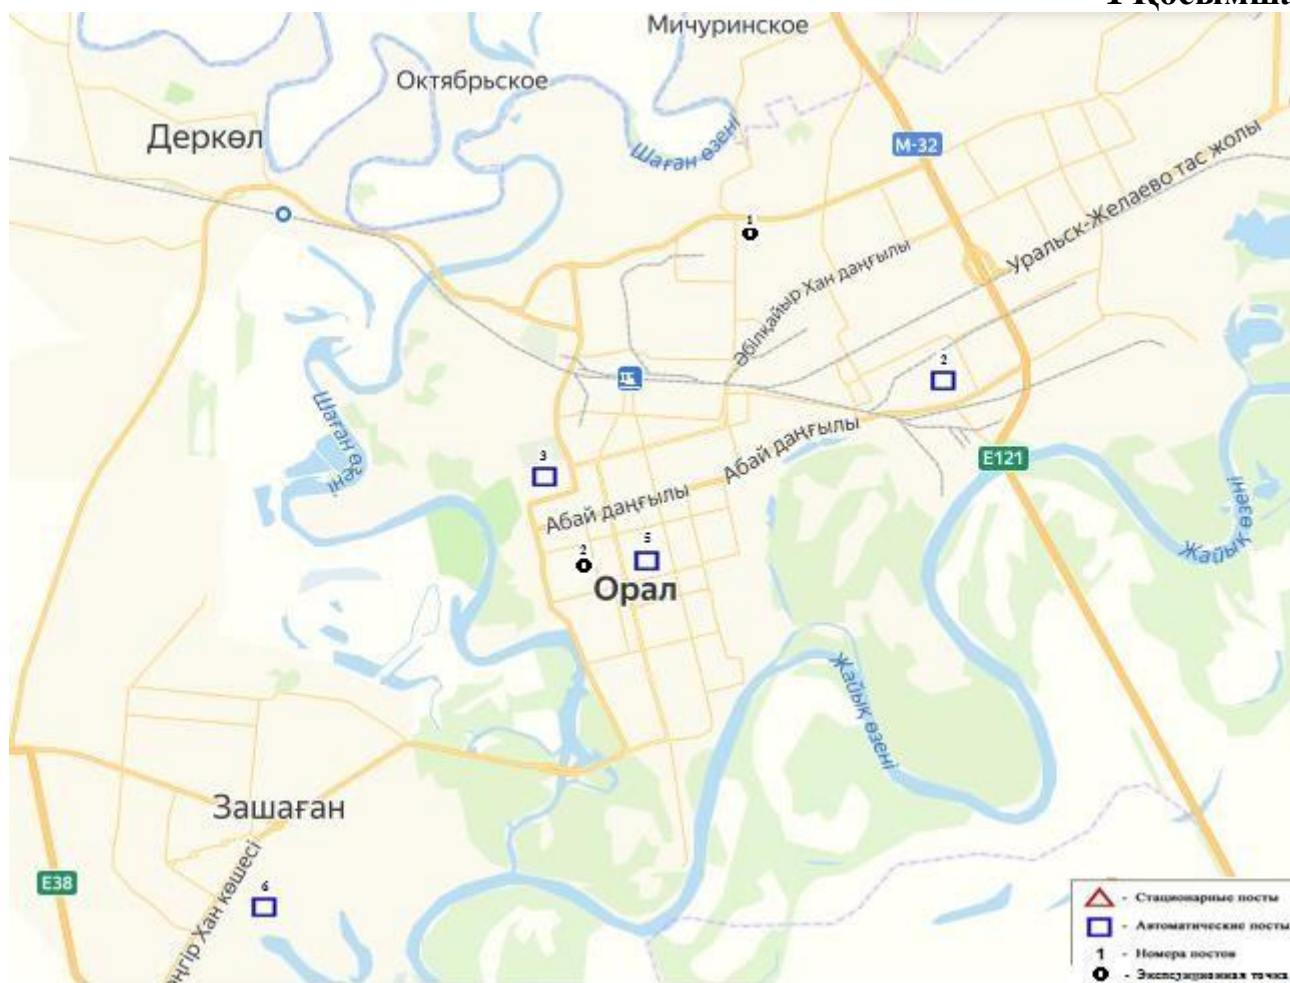 1 Қосымша
Мичуринское
Октябрьское
Деркөл
Шаған өзені
М-32
Уральск-Желаево тас жолы
1
Әбілқайыр Хан даңғылы
2
Шаған өзені
Абай даңғылы
3
E121
Абай даңғылы
Жайық өзені
2
5
Орал
Жайық өзені
Зашаған
E38
6
Хан көшесі
- Стационарные посты
- Автоматические посты
1 - Номера постов
- Экспедиционная точка